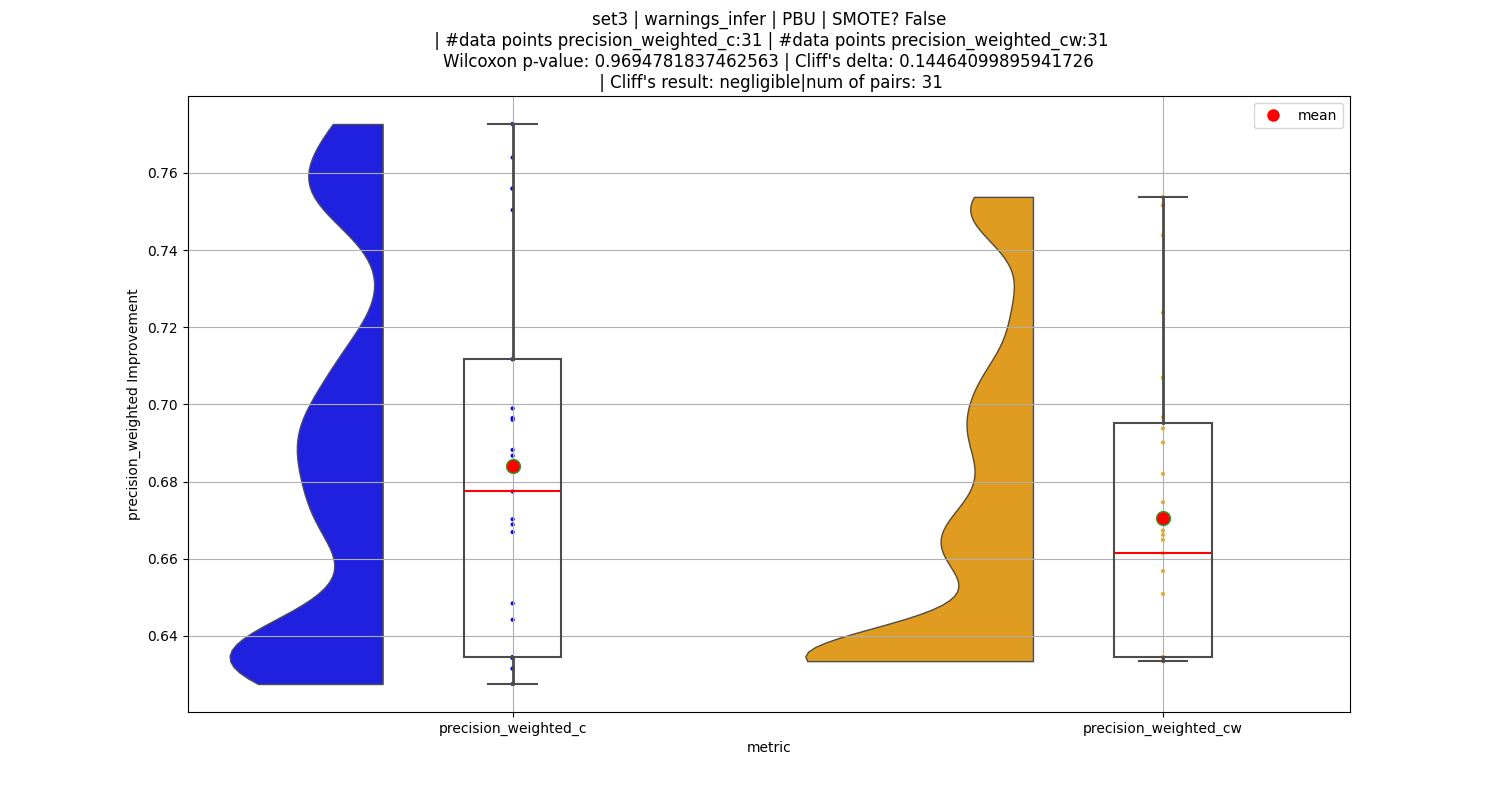 set3 | warnings_infer | PBU | SMOTE? False
| #data points precision_weighted_c:31 | #data points precision_weighted_cw:31
Wilcoxon p-value: 0.9694781837462563 | Cliff's delta: 0.14464099895941726
| Cliff's result: negligible|num of pairs: 31
mean
0.76
0.74
0.72
0.70
0.68
0.66
0.64
precision_weighted Improvement
precision_weighted_c
precision_weighted_cw
metric